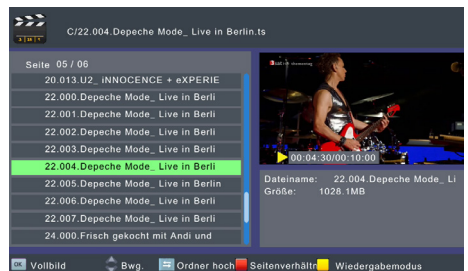 C/22.004.Depeche Mode_ Live in Berlin.ts
Seite 05 / 06
20.013.U2_ iNNOCENCE + eXPERIE
22.000.Depeche Mode_ Live in Berli
22.001.Depeche Mode_ Live in Berli
22.002.Depeche Mode_ Live in Berli
22.003.Depeche Mode_ Live in Berli
22.004.Depeche Mode_ Live in Berli
22.005.Depeche Mode_ Live in Berlin
22.006.Depeche Mode_ Live in Berli
22.007.Depeche Mode_ Live in Berli
24.000.Frisch gekocht mit Andi und
00:04:30/00:10:00
Dateiname: 22.004.Depeche Mode_ Li
Größe: 1028.1MB
OK Vollbild Bwg. Ordner hoch Seitenverhältn Wiedergabemodus